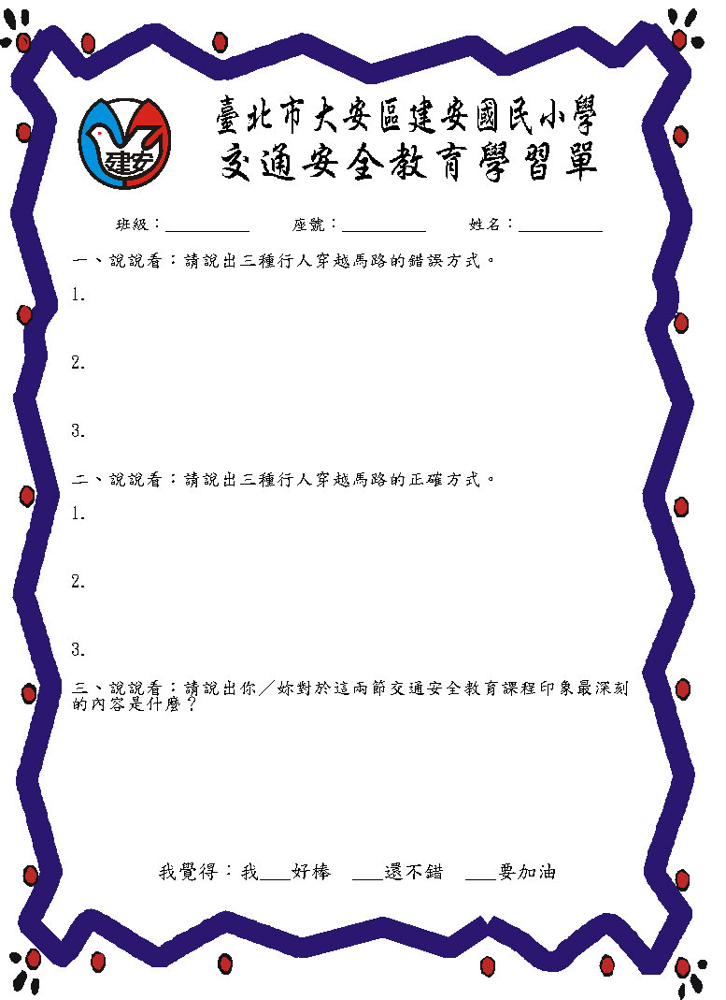 臺北市大安區建安國民小學
交通安全教育學習單
建安
班級：__________ 座號：__________ 姓名：__________
一、說說看：請說出三種行人穿越馬路的錯誤方式。
1.
2.
3.
二、說說看：請說出三種行人穿越馬路的正確方式。
1.
2.
3.
三、說說看：請說出你／妳對於這兩節交通安全教育課程印象最深刻
的內容是什麼？
我覺得：我___好棒 ___還不錯 ___要加油